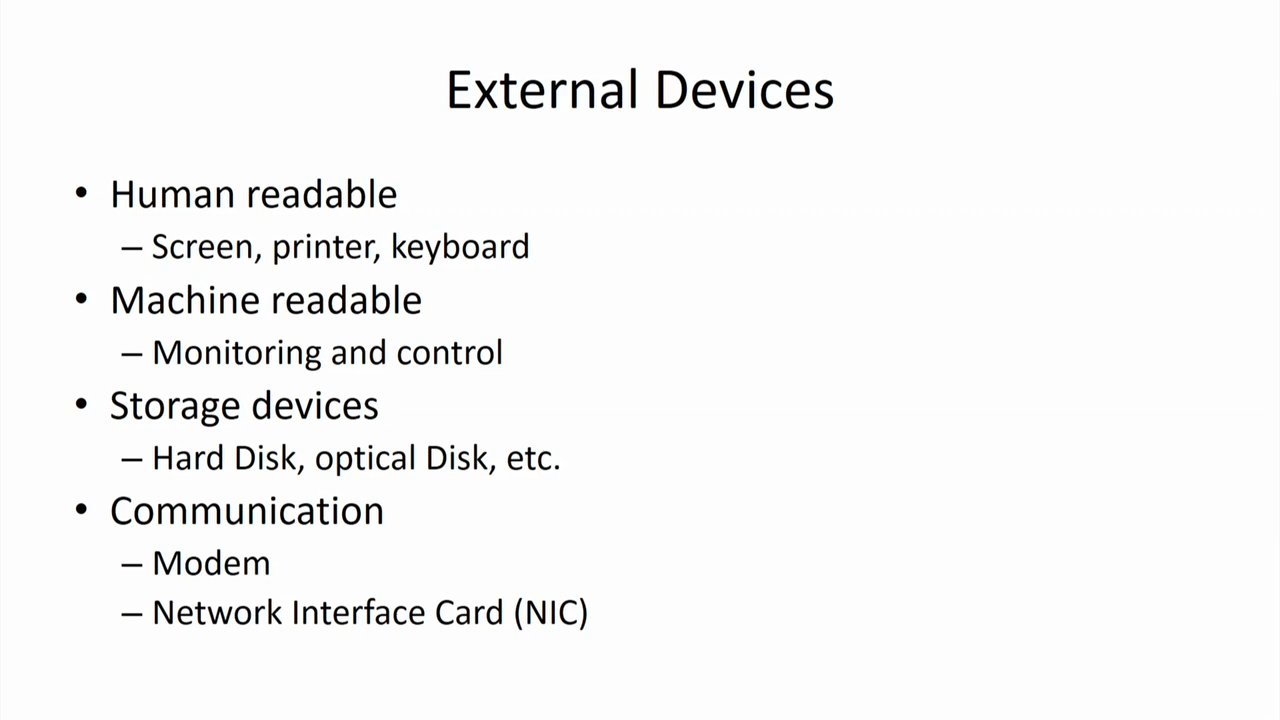 External Devices
• Human readable
– Screen, printer, keyboard
• Machine readable
– Monitoring and control
• Storage devices
– Hard Disk, optical Disk, etc.
• Communication
– Modem
– Network Interface Card (NIC)